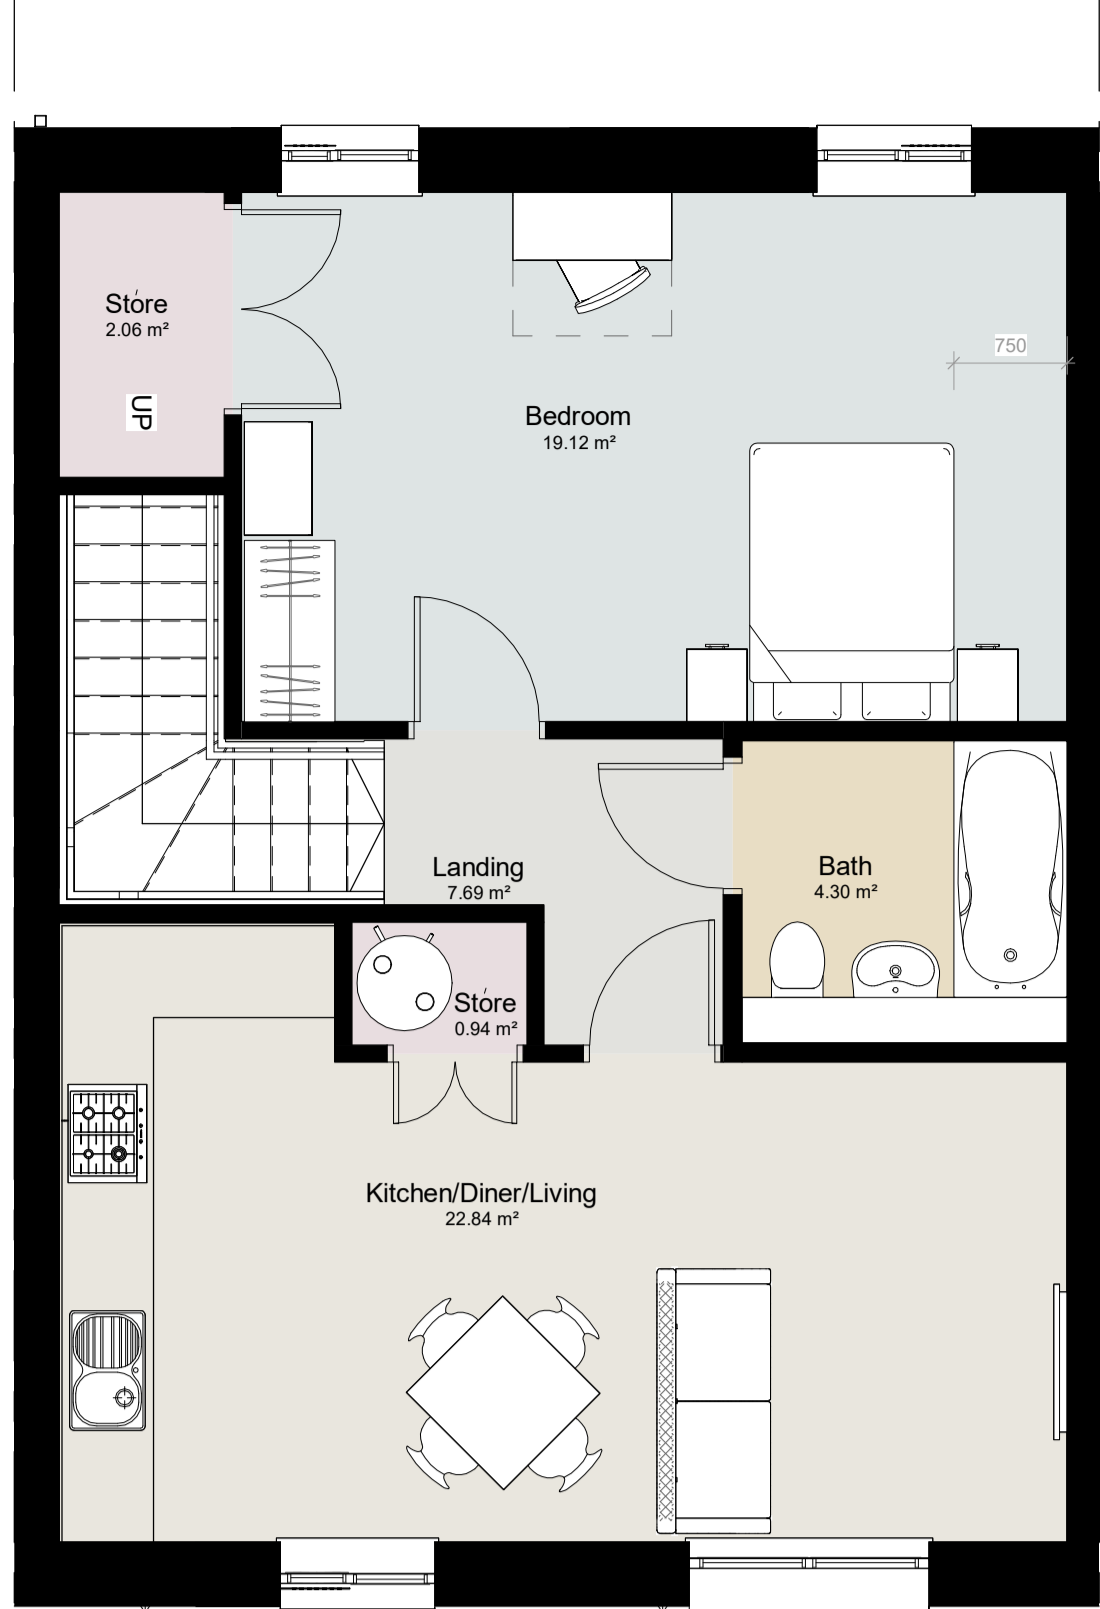 Store
2.06 m²
UP
750
Bedroom
19.12 m²
Landing
7.69 m²
Bath
4.30 m²
Store
0.94 m²
Kitchen/Diner/Living
22.84 m²